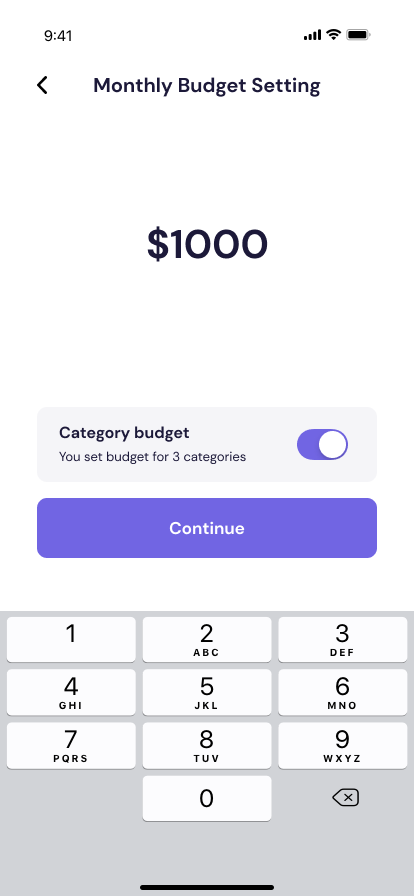 9:41
Monthly Budget Setting
$1000
Category budget
You set budget for 3 categories
Continue
1 2 3
ABC DEF
4 5 6
GHI JKL MNO
7 8 9
PQRS TUV WXYZ
0